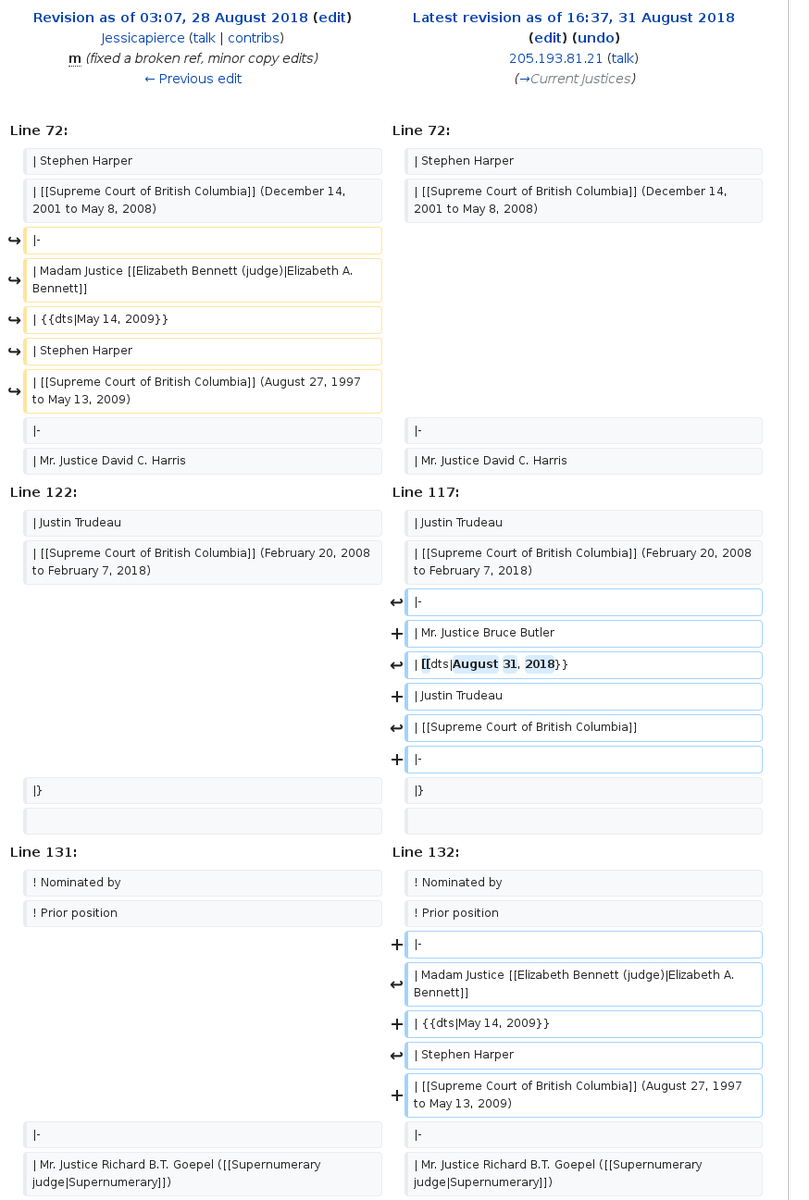 Revision as of 03:07, 28 August 2018 (edit)
Jessicapierce (talk | contribs)
m (fixed a broken ref, minor copy edits)
← Previous edit
Latest revision as of 16:37, 31 August 2018
(edit) (undo)
205.193.81.21 (talk)
(→Current Justices)
Line 72:
Line 72:
| Stephen Harper
| Stephen Harper
| [[Supreme Court of British Columbia]] (December 14,
2001 to May 8, 2008)
| [[Supreme Court of British Columbia]] (December 14,
2001 to May 8, 2008)
|-
| Madam Justice [[Elizabeth Bennett (judge)|Elizabeth A.
Bennett]]
| {{dts|May 14, 2009}}
| Stephen Harper
| [[Supreme Court of British Columbia]] (August 27, 1997
to May 13, 2009)
|-
|-
| Mr. Justice David C. Harris
| Mr. Justice David C. Harris
Line 122:
Line 117:
| Justin Trudeau
| Justin Trudeau
| [[Supreme Court of British Columbia]] (February 20, 2008
to February 7, 2018)
| [[Supreme Court of British Columbia]] (February 20, 2008
to February 7, 2018)
|-
+ | Mr. Justice Bruce Butler
| [[dts|August 31, 2018}}
+ | Justin Trudeau
| [[Supreme Court of British Columbia]]
+ |-
|}
|}
Line 131:
Line 132:
! Nominated by
! Nominated by
! Prior position
! Prior position
+ |-
| Madam Justice [[Elizabeth Bennett (judge)|Elizabeth A.
Bennett]]
+ | {{dts|May 14, 2009}}
| Stephen Harper
+ | [[Supreme Court of British Columbia]] (August 27, 1997
to May 13, 2009)
|-
|-
| Mr. Justice Richard B.T. Goepel ([[Supernumerary
judge|Supernumerary]])
| Mr. Justice Richard B.T. Goepel ([[Supernumerary
judge|Supernumerary]])